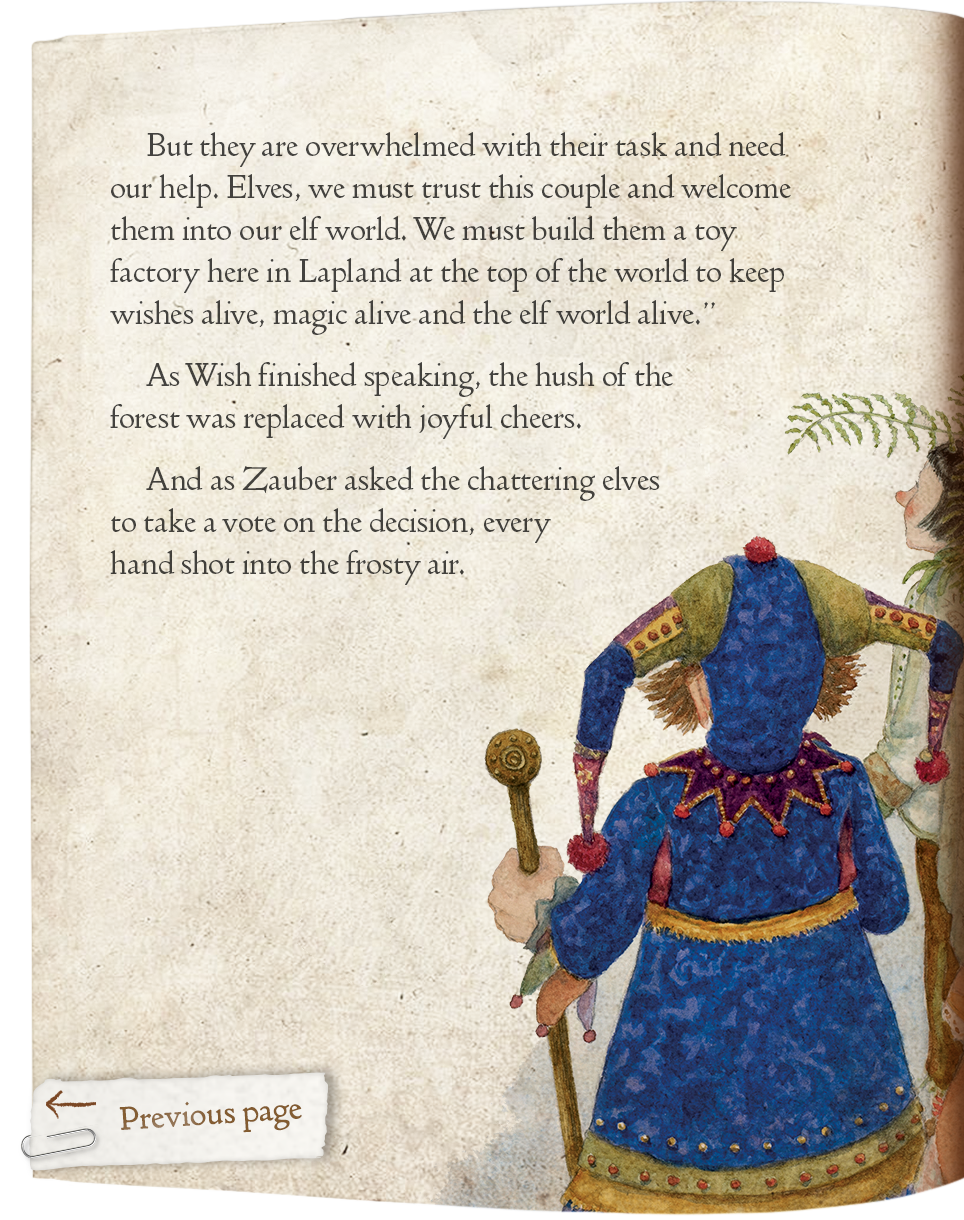 But they are overwhelmed with their task and need
our help. Elves, we must trust this couple and welcome
them into our elf world. We must build them a toy
factory here in Lapland at the top of the world to keep
wishes alive, magic alive and the elf world alive.”
As Wish finished speaking, the hush of the
forest was replaced with joyful cheers.
And as Zauber asked the chattering elves
to take a vote on the decision, every
hand shot into the frosty air.
← Previous page